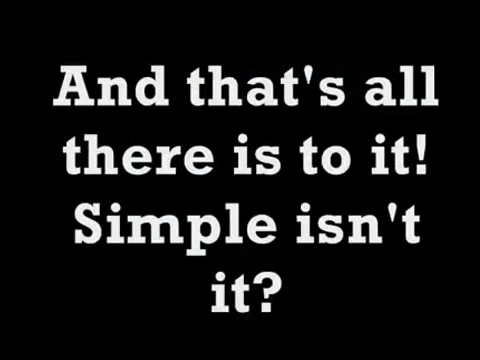 And that's all
there is to it!
Simple isn't
it?